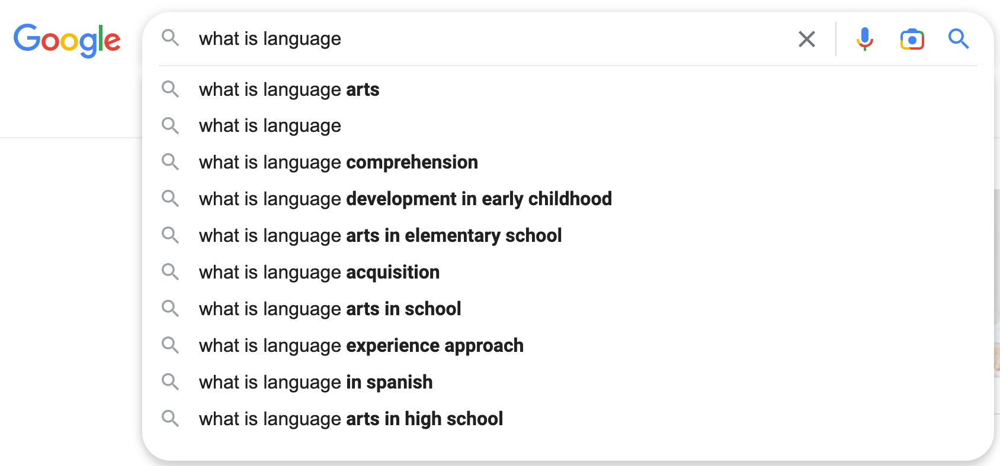 Google
what is language
what is language arts
what is language
what is language comprehension
what is language development in early childhood
what is language arts in elementary school
what is language acquisition
what is language arts in school
what is language experience approach
what is language in spanish
what is language arts in high school